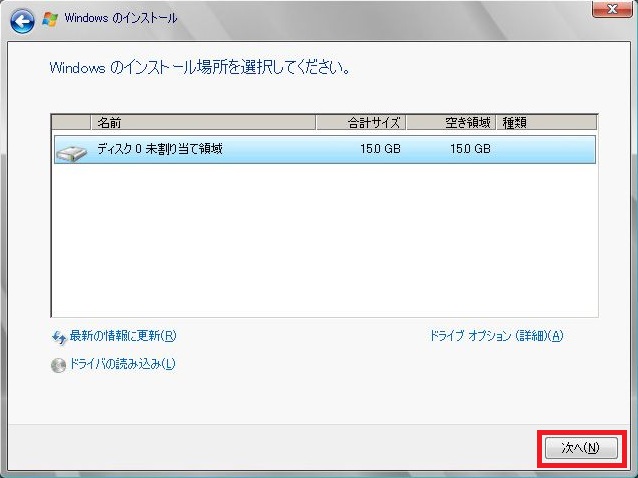 Windows のインストール
Windows のインストール場所を選択してください。
名前 合計サイズ 空き領域 種類
ディスク 0 未割り当て領域 15.0 GB 15.0 GB
最新の情報に更新(R) ドライブ オプション (詳細)(A)
ドライバの読み込み(L)
次へ(N)